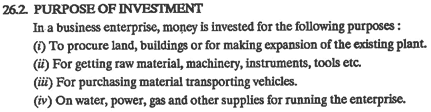 26.2. PURPOSE OF INVESTMENT
In a business enterprise, money is invested for the following purposes :
(i) To procure land, buildings or for making expansion of the existing plant.
(ii) For getting raw material, machinery, instruments, tools etc.
(iii) For purchasing material transporting vehicles.
(iv) On water, power, gas and other supplies for running the enterprise.